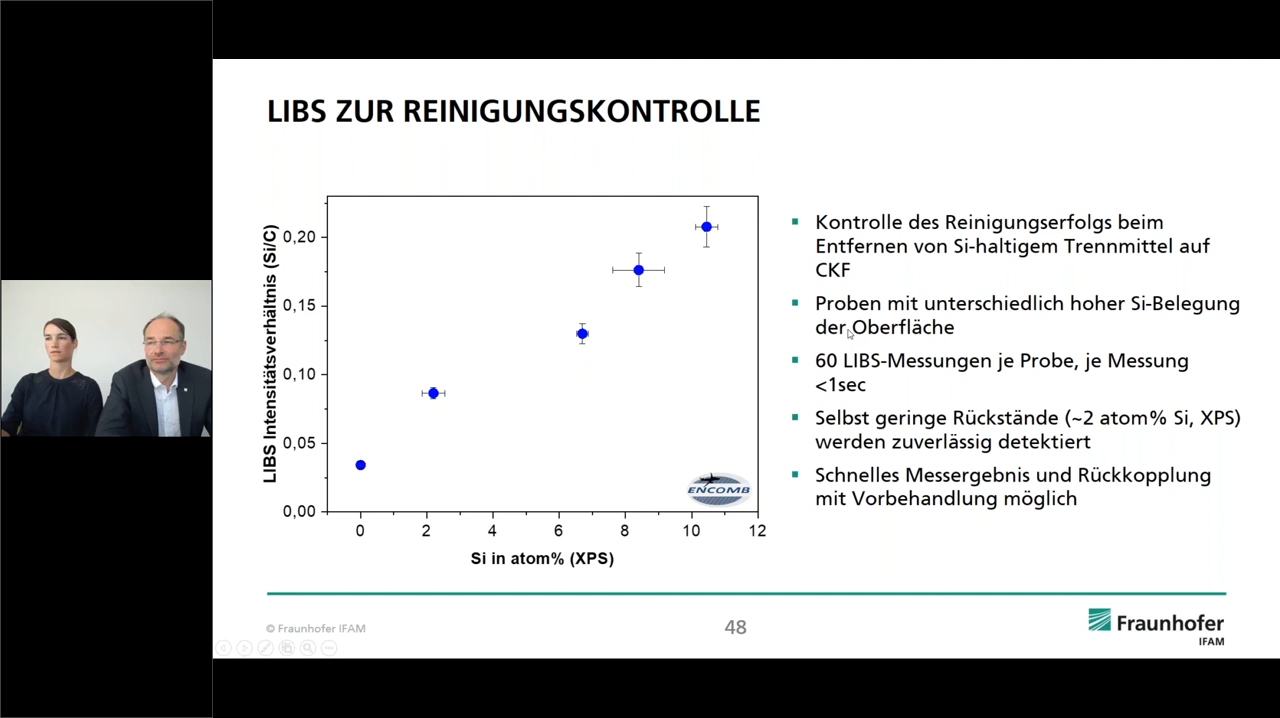 LIBS ZUR REINIGUNGSKONTROLLE
LIBS Intensitätsverhältnis (Si/C)
0,20
0,15
0,10
0,05
0,00
0 2 4 6 8 10 12
Si in atom% (XPS)
ENCOMB
Kontrolle des Reinigungserfolgs beim
Entfernen von Si-haltigem Trennmittel auf
CKF
Proben mit unterschiedlich hoher Si-Belegung
der Oberfläche
60 LIBS-Messungen je Probe, je Messung
<1sec
Selbst geringe Rückstände (~2 atom% Si, XPS)
werden zuverlässig detektiert
Schnelles Messergebnis und Rückkopplung
mit Vorbehandlung möglich
© Fraunhofer IFAM
48
Fraunhofer
IFAM